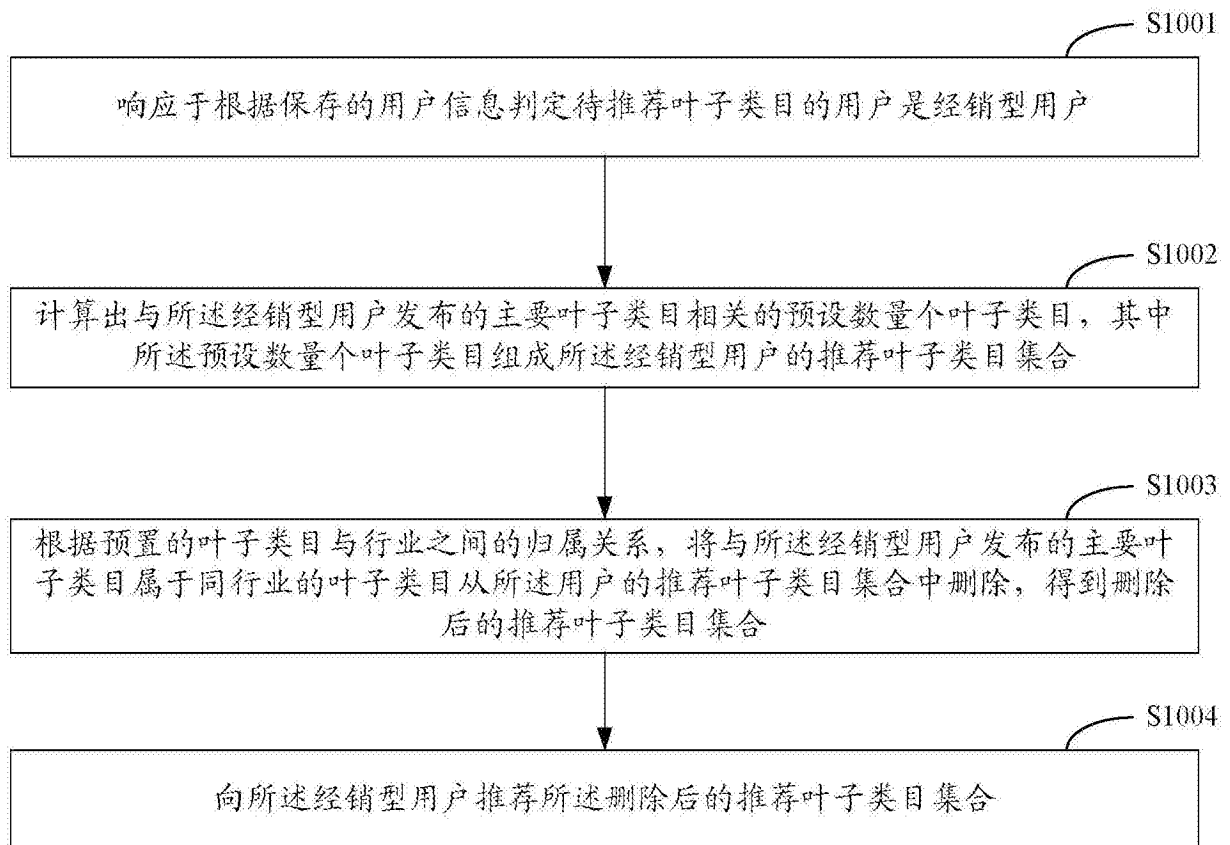 S1001
响应于根据保存的用户信息判定待推荐叶子类目的用户是经销型用户
S1002
计算出与所述经销型用户发布的主要叶子类目相关的预设数量个叶子类目，其中
所述预设数量个叶子类目组成所述经销型用户的推荐叶子类目集合
S1003
根据预置的叶子类目与行业之间的归属关系，将与所述经销型用户发布的主要叶
子类目属于同行业的叶子类目从所述用户的推荐叶子类目集合中删除，得到删除
后的推荐叶子类目集合
S1004
向所述经销型用户推荐所述删除后的推荐叶子类目集合